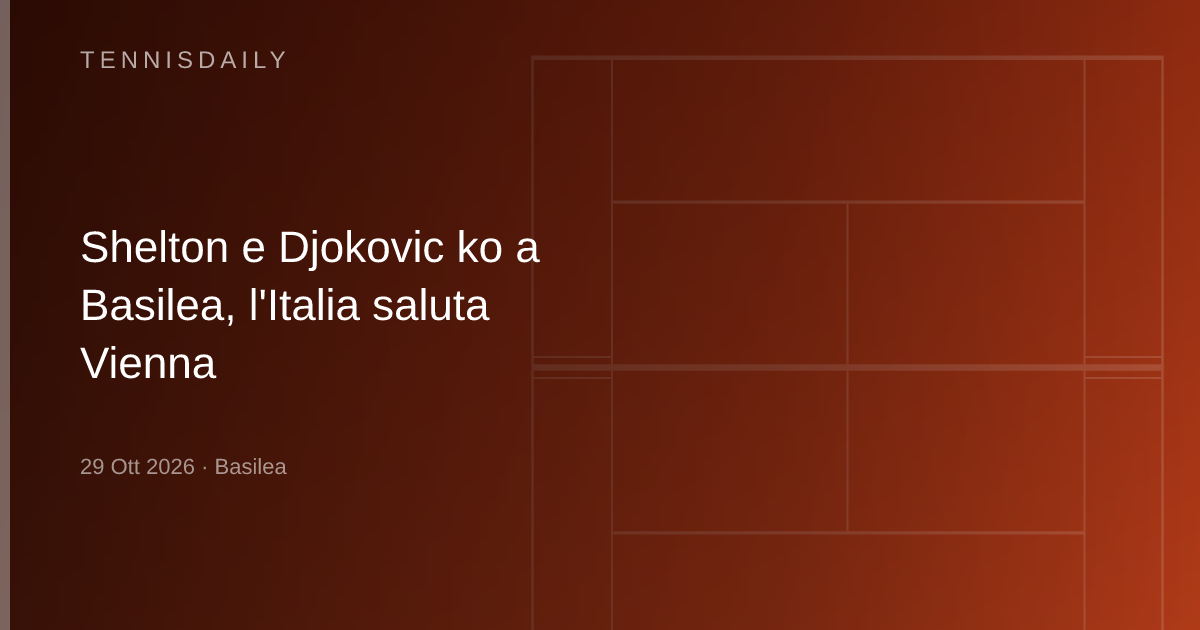 TENNISDAILY
Shelton e Djokovic ko a
Basilea, l'Italia saluta
Vienna
29 Ott 2026 · Basilea